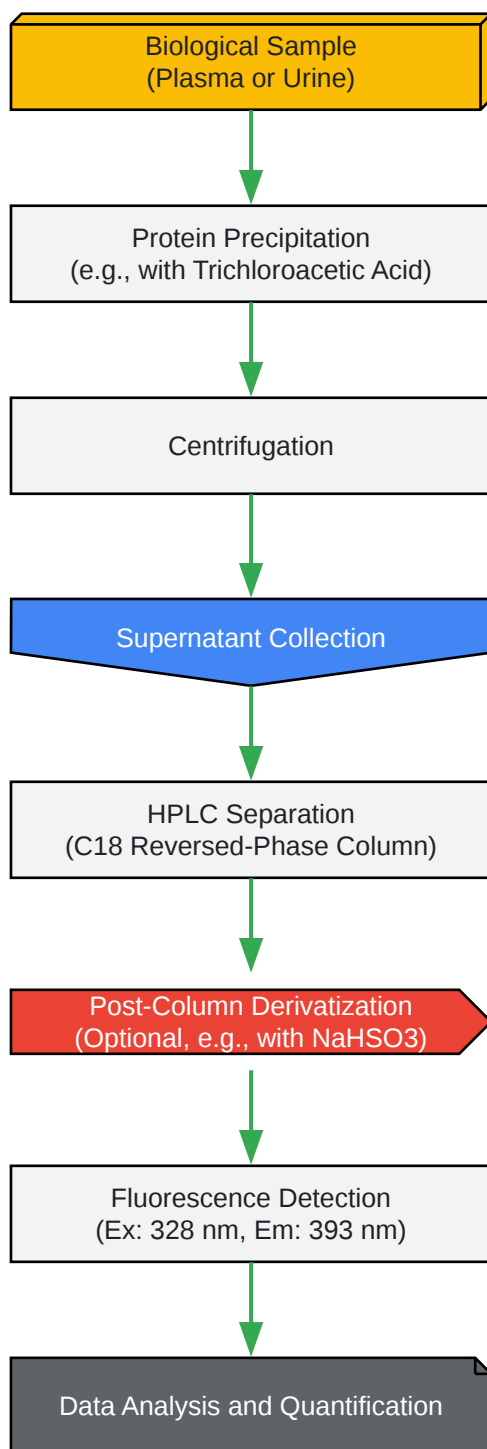 Biological Sample
(Plasma or Urine)
Protein Precipitation
(e.g., with Trichloroacetic Acid)
Centrifugation
Supernatant Collection
HPLC Separation
(C18 Reversed-Phase Column)
Post-Column Derivatization
(Optional, e.g., with NaHSO3)
Fluorescence Detection
(Ex: 328 nm, Em: 393 nm)
Data Analysis and Quantification